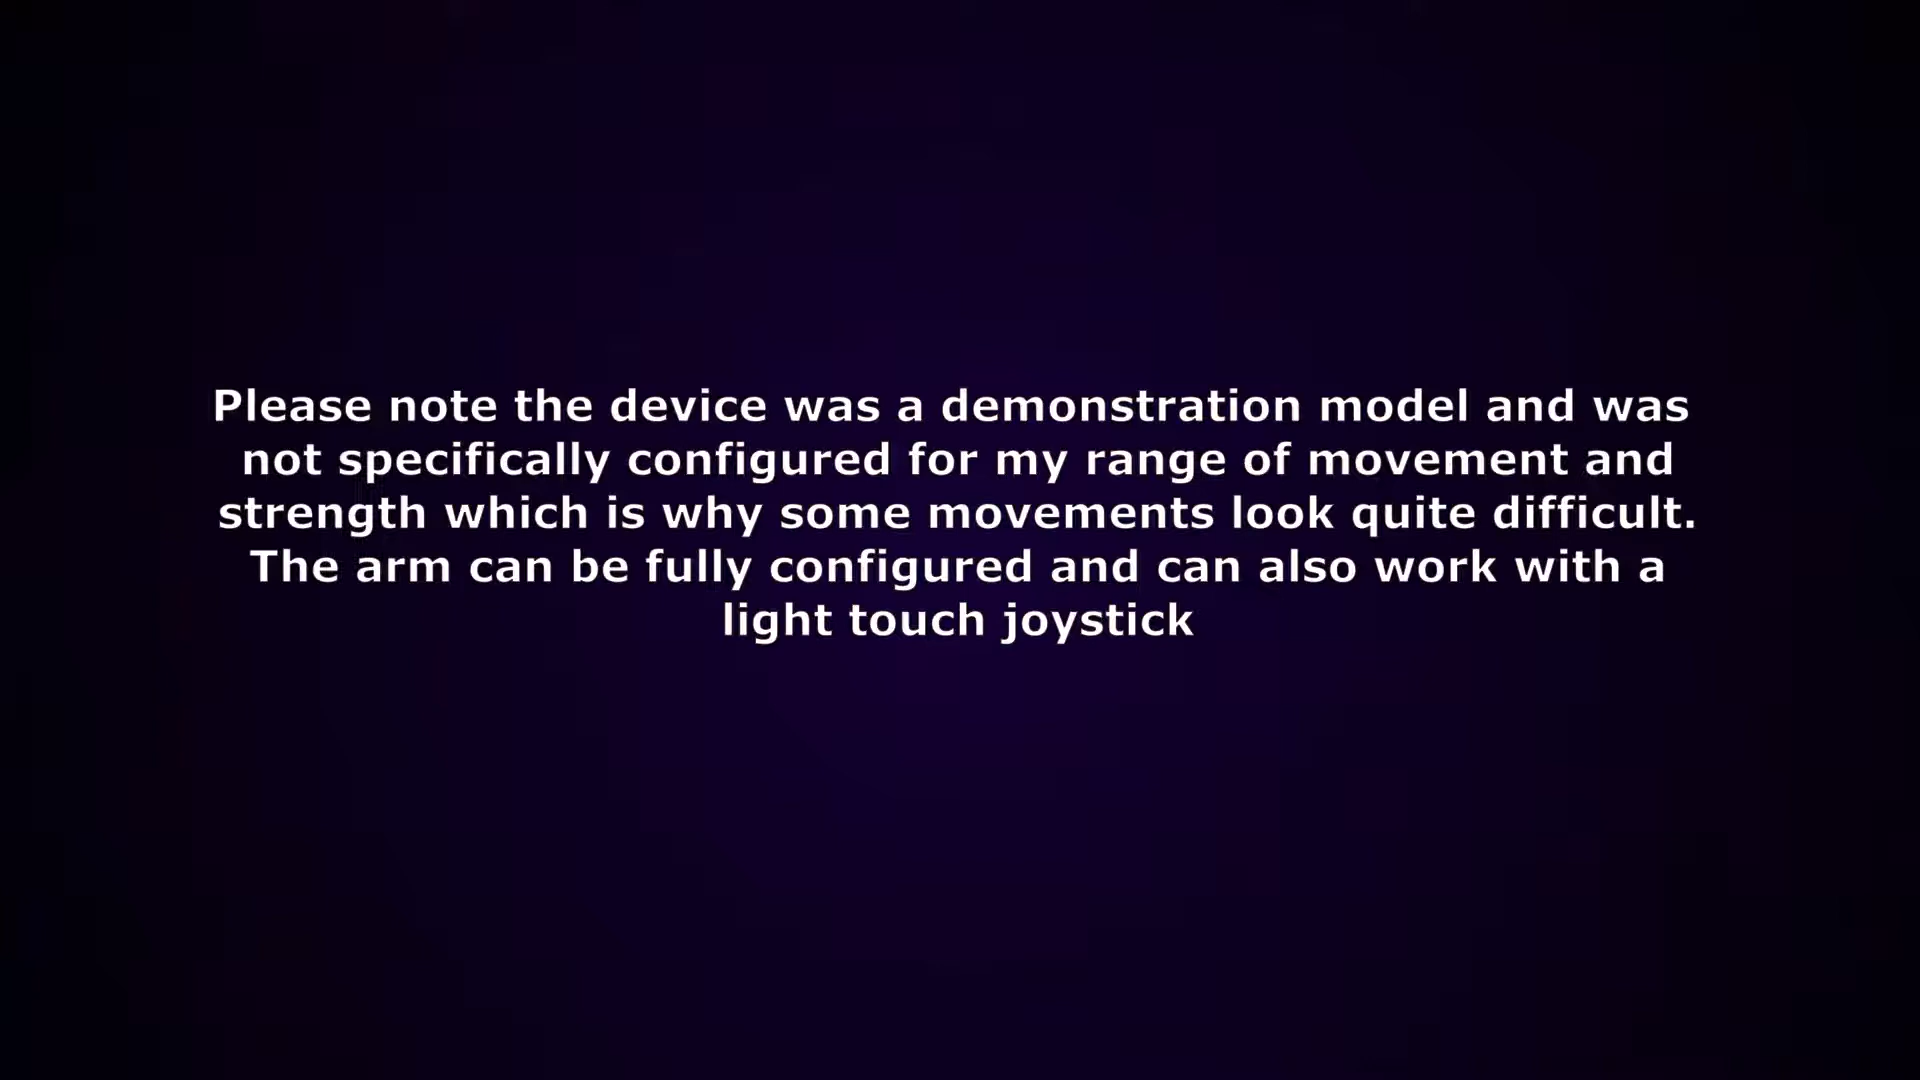 Please note the device was a demonstration model and was
not specifically configured for my range of movement and
strength which is why some movements look quite difficult.
The arm can be fully configured and can also work with a
light touch joystick